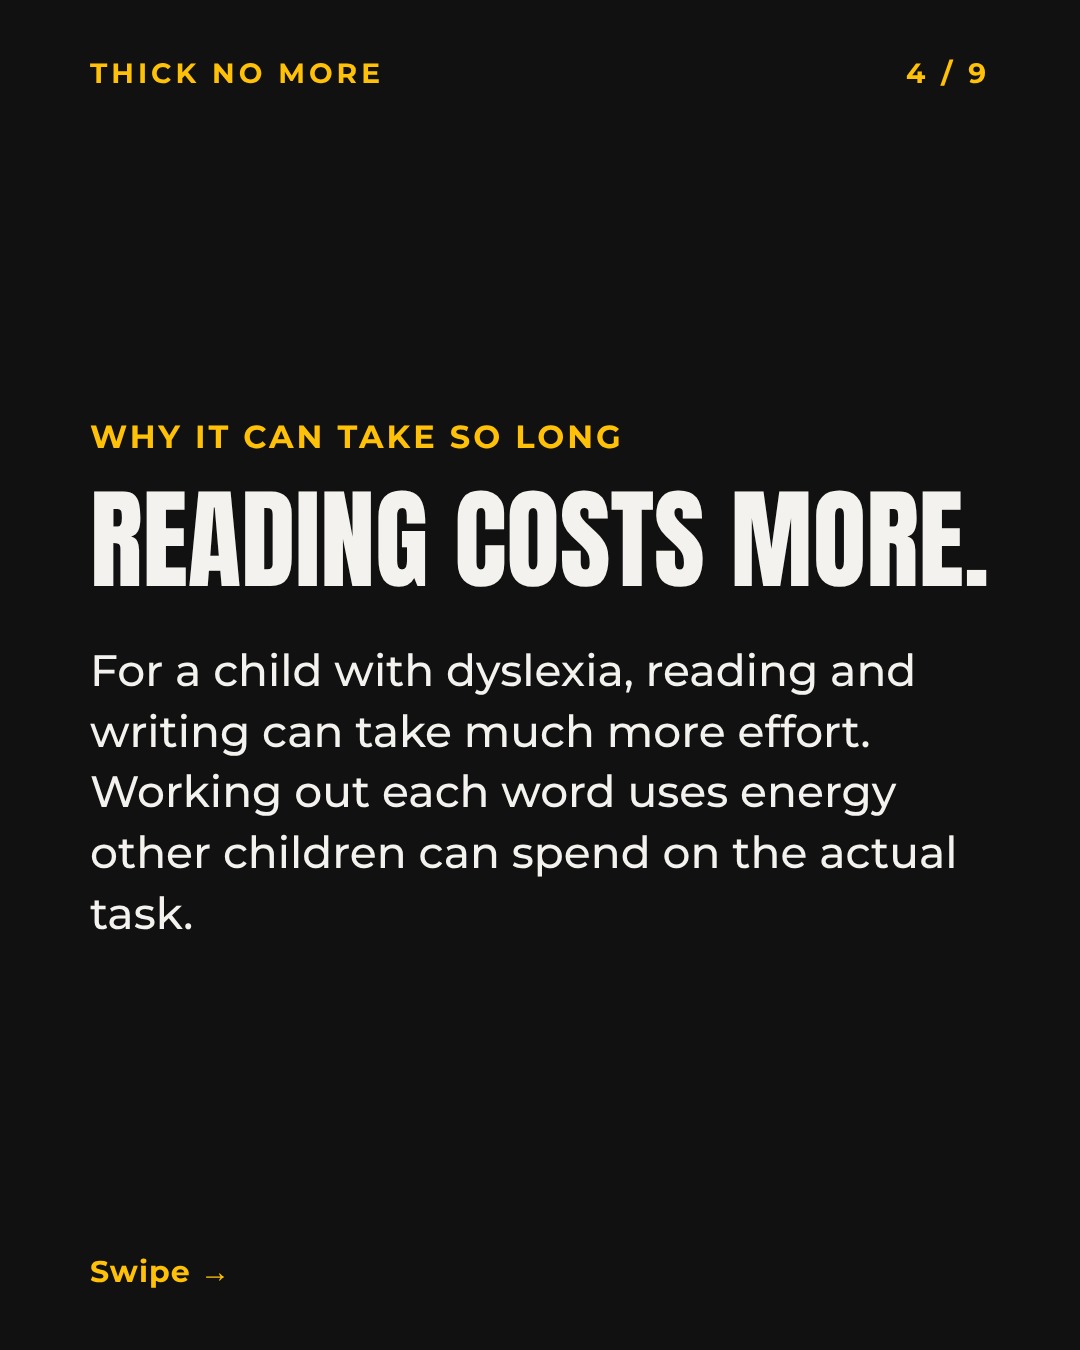 THICK NO MORE
4 / 9
WHY IT CAN TAKE SO LONG
READING COSTS MORE.
For a child with dyslexia, reading and
writing can take much more effort.
Working out each word uses energy
other children can spend on the actual
task.
Swipe →